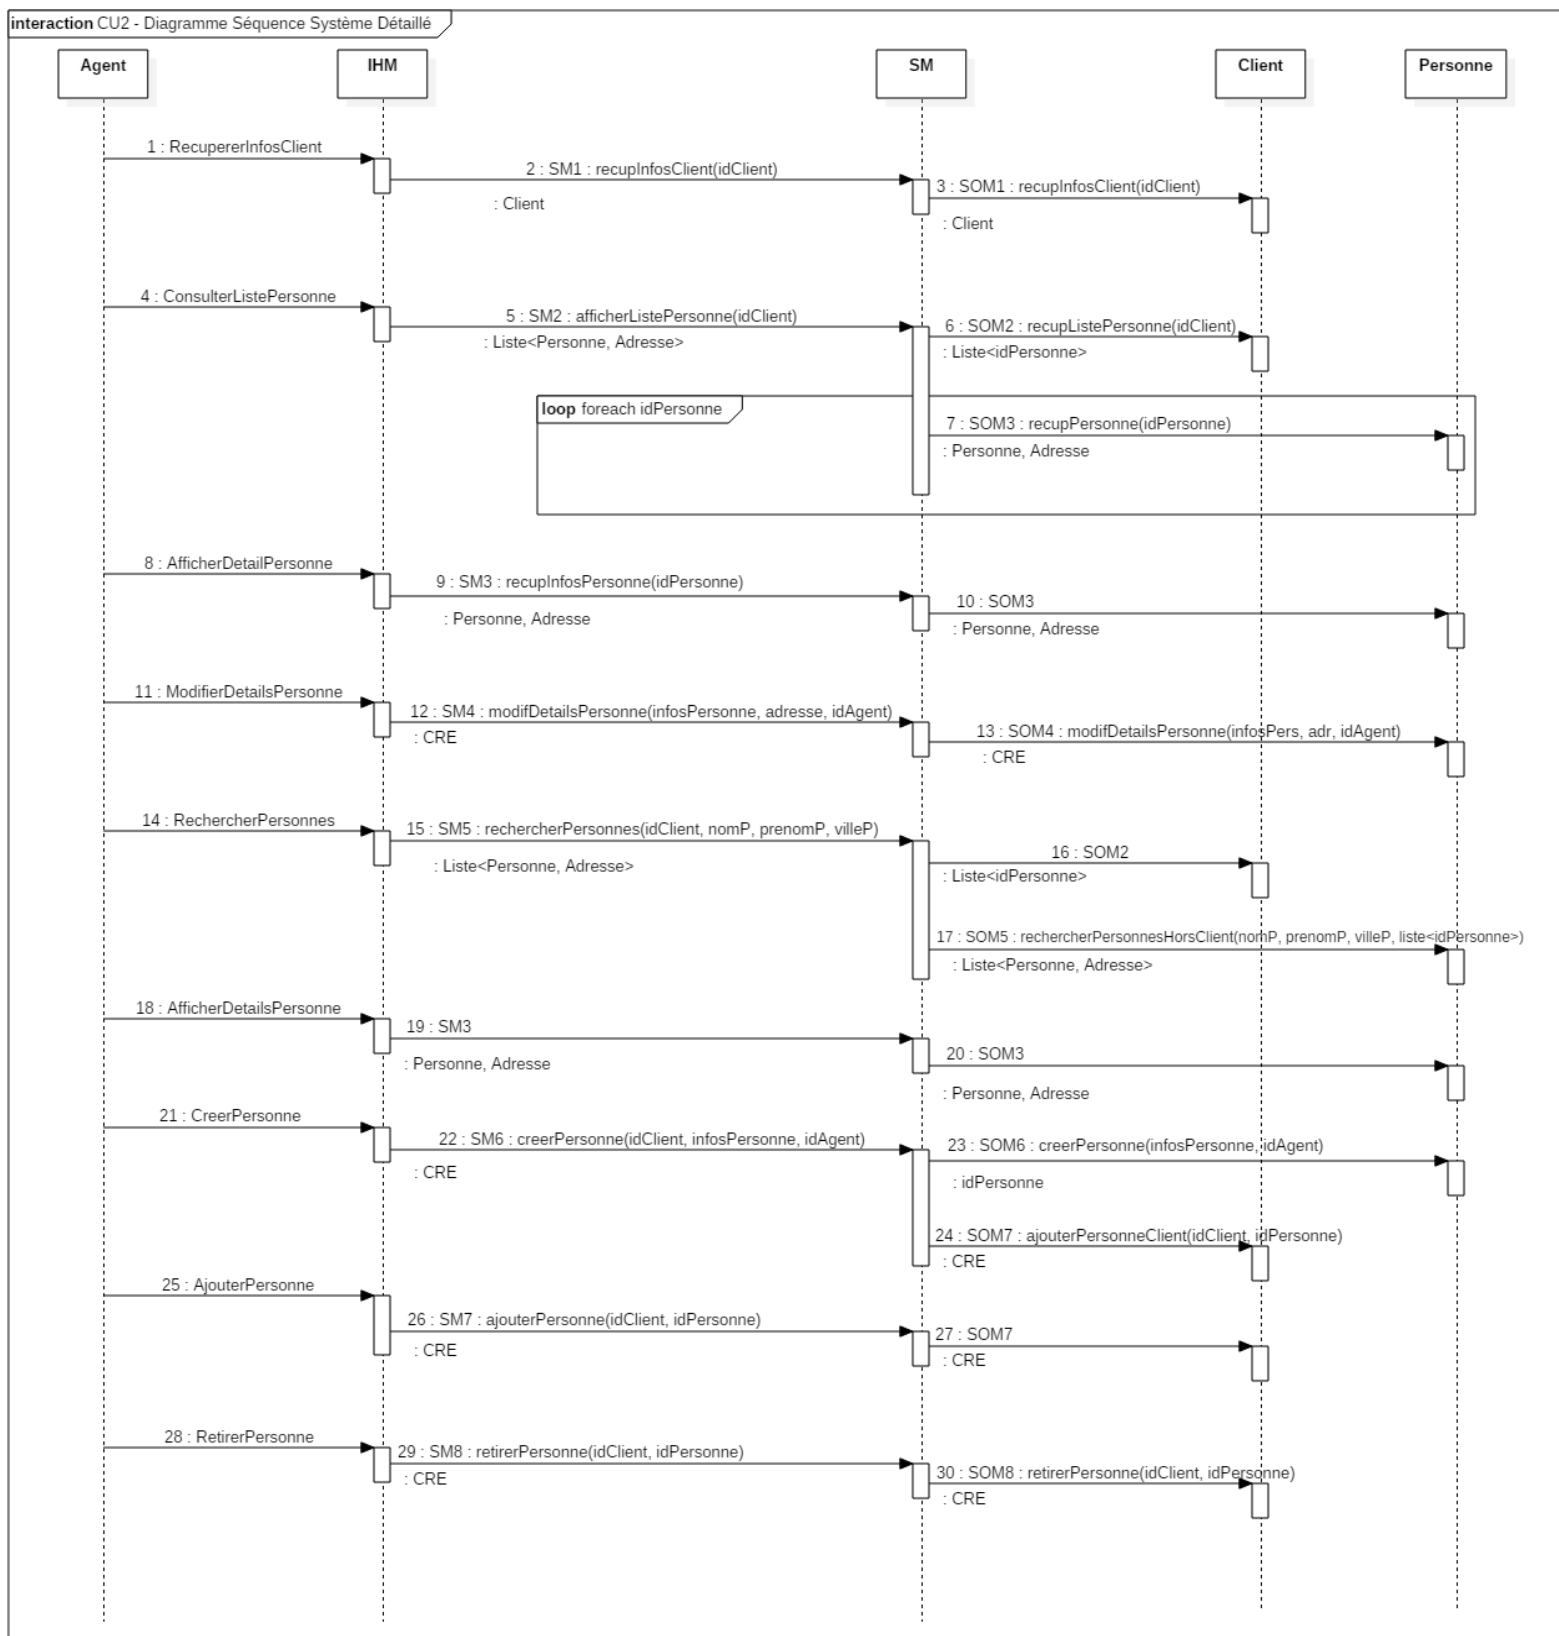 interaction CU2 - Diagramme Séquence Système Détaillé
Agent
IHM
SM
Client
Personne
1 : RecupererInfosClient
2 : SM1 : recupInfosClient(idClient)
3 : SOM1 : recupInfosClient(idClient)
: Client
: Client
4 : ConsulterListePersonne
5 : SM2 : afficherListePersonne(idClient)
6 : SOM2 : recupListePersonne(idClient)
: Liste<Personne, Adresse>
: Liste<idPersonne>
loop foreach idPersonne
7 : SOM3 : recupPersonne(idPersonne)
: Personne, Adresse
8 : AfficherDetailPersonne
9 : SM3 : recupInfosPersonne(idPersonne)
10 : SOM3
: Personne, Adresse
: Personne, Adresse
11 : ModifierDetailsPersonne
12 : SM4 : modifDetailsPersonne(infosPersonne, adresse, idAgent)
13 : SOM4 : modifDetailsPersonne(infosPers, adr, idAgent)
: CRE
: CRE
14 : RechercherPersonnes
15 : SM5 : rechercherPersonnes(idClient, nomP, prenomP, villeP)
16 : SOM2
: Liste<Personne, Adresse>
: Liste<idPersonne>
17 : SOM5 : rechercherPersonnesHorsClient(nomP, prenomP, villeP, liste<idPersonne>)
: Liste<Personne, Adresse>
18 : AfficherDetailsPersonne
19 : SM3
20 : SOM3
: Personne, Adresse
: Personne, Adresse
21 : CreerPersonne
22 : SM6 : creerPersonne(idClient, infosPersonne, idAgent)
23 : SOM6 : creerPersonne(infosPersonne, idAgent)
: CRE
: idPersonne
24 : SOM7 : ajouterPersonneClient(idClient, idPersonne)
: CRE
25 : AjouterPersonne
26 : SM7 : ajouterPersonne(idClient, idPersonne)
27 : SOM7
: CRE
: CRE
28 : RetirerPersonne
29 : SM8 : retirerPersonne(idClient, idPersonne)
30 : SOM8 : retirerPersonne(idClient, idPersonne)
: CRE
: CRE